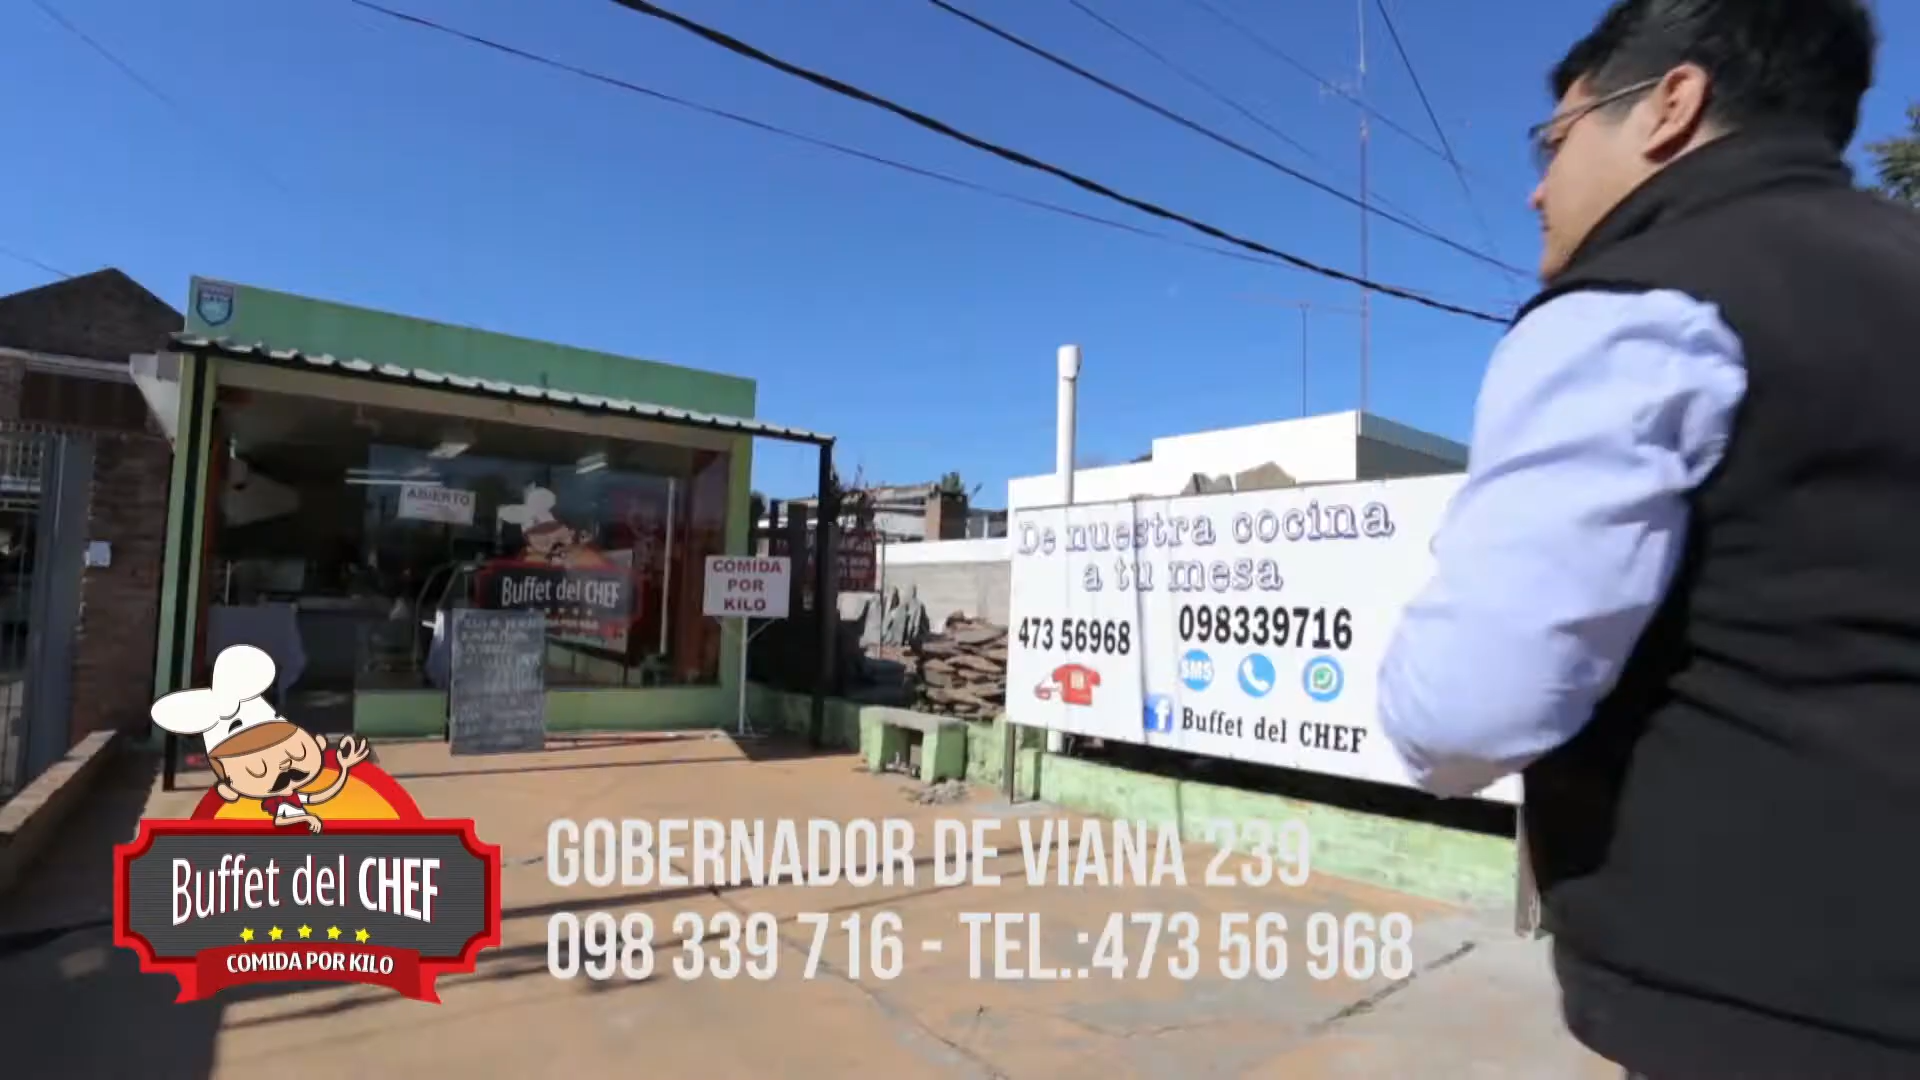 ABIERTO
Buffet del CHEF
COMIDA
POR
KILO
De nuestra cocina
a tu mesa
473 56968
098339716
SMS
f Buffet del CHEF
Buffet del CHEF
COMIDA POR KILO
GOBERNADOR DE VIANA 239
098 339 716 - TEL.:473 56 968